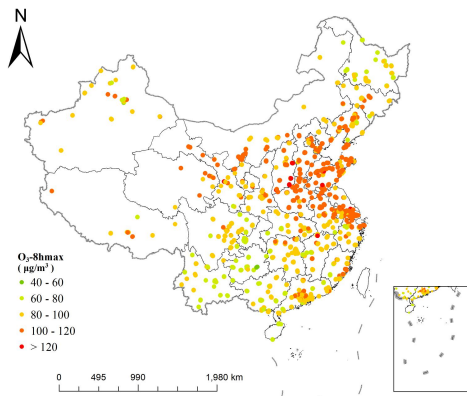 N
O₃-8hmax
( μg/m³ )
40 - 60
60 - 80
80 - 100
100 - 120
> 120
0 495 990 1,980 km